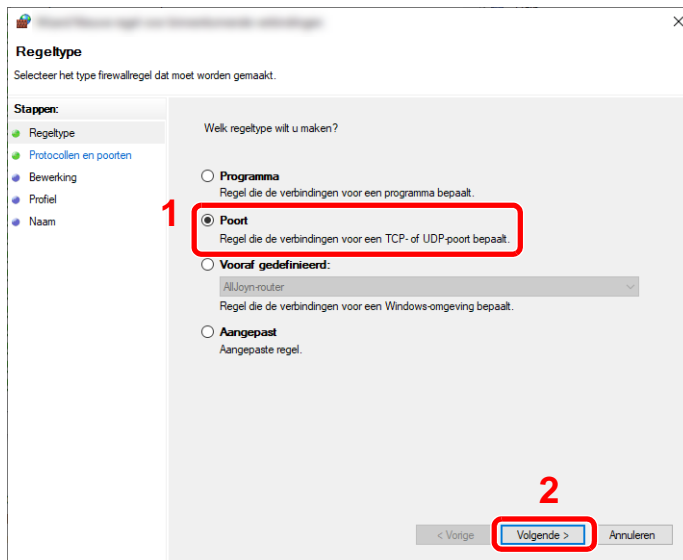 Regeltype
Selecteer het type firewallregel dat moet worden gemaakt.
Stappen:
Regeltype
Protocollen en poorten
Bewerking
Profiel
Naam
Welk regeltype wilt u maken?
Programma
Regel die de verbindingen voor een programma bepaalt.
1
Poort
Regel die de verbindingen voor een TCP- of UDP-poort bepaalt.
Vooraf gedefinieerd:
AllJoyn-router
Regel die de verbindingen voor een Windows-omgeving bepaalt.
Aangepast
Aangepaste regel.
2
< Vorige
Volgende >
Annuleren